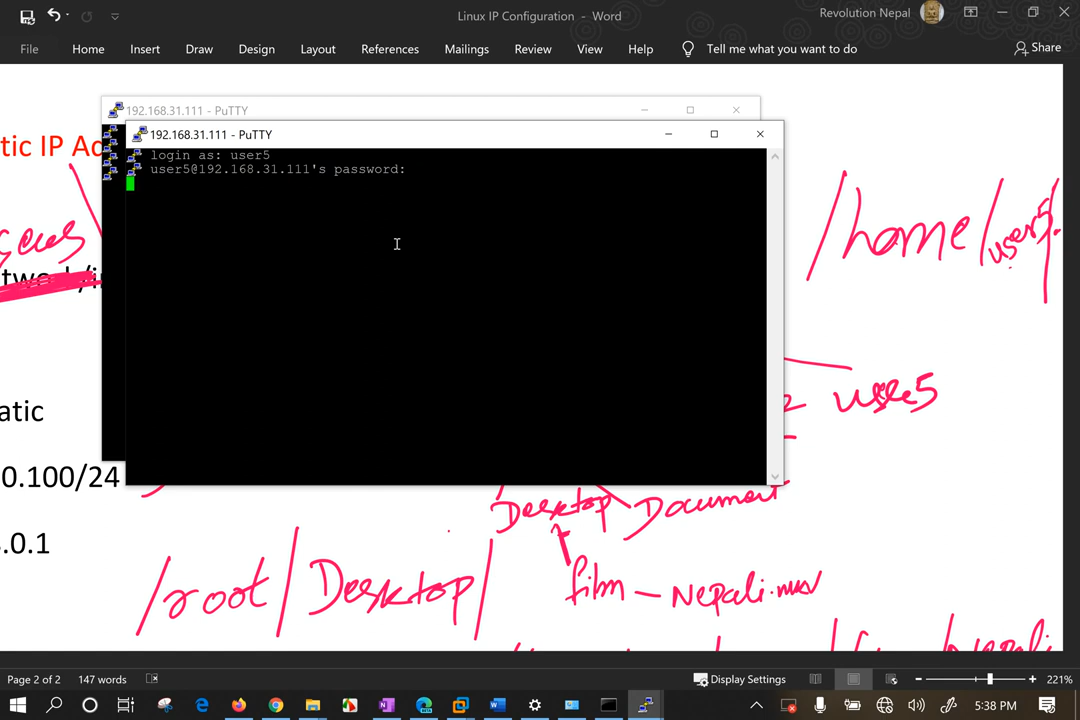 Linux IP Configuration - Word
Revolution Nepal
File Home Insert Draw Design Layout References Mailings Review View Help Tell me what you want to do Share
192.168.31.111 - PuTTY
192.168.31.111 - PuTTY
login as: user5
user5@192.168.31.111's password:
tic IP Ad
/home/user5/
twork/i
user5
atic
0.100/24
Desktop Document
.0.1
/root/Desktop/
film - Nepali.mkv
Page 2 of 2 147 words Display Settings 221%
5:38 PM